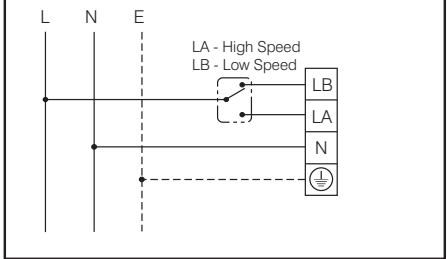 L N E
LA - High Speed
LB - Low Speed
LB
LA
N